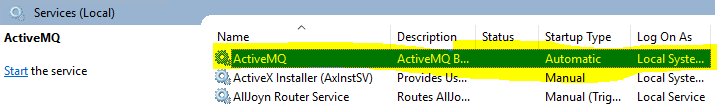 Services (Local)
ActiveMQ
Start the service
Name Description Status Startup Type Log On As
ActiveMQ ActiveMQ B... Automatic Local Syste...
ActiveX Installer (AxInstSV) Provides Us... Manual Local Syste...
AllJoyn Router Service Routes AllJo... Manual (Trig... Local Service